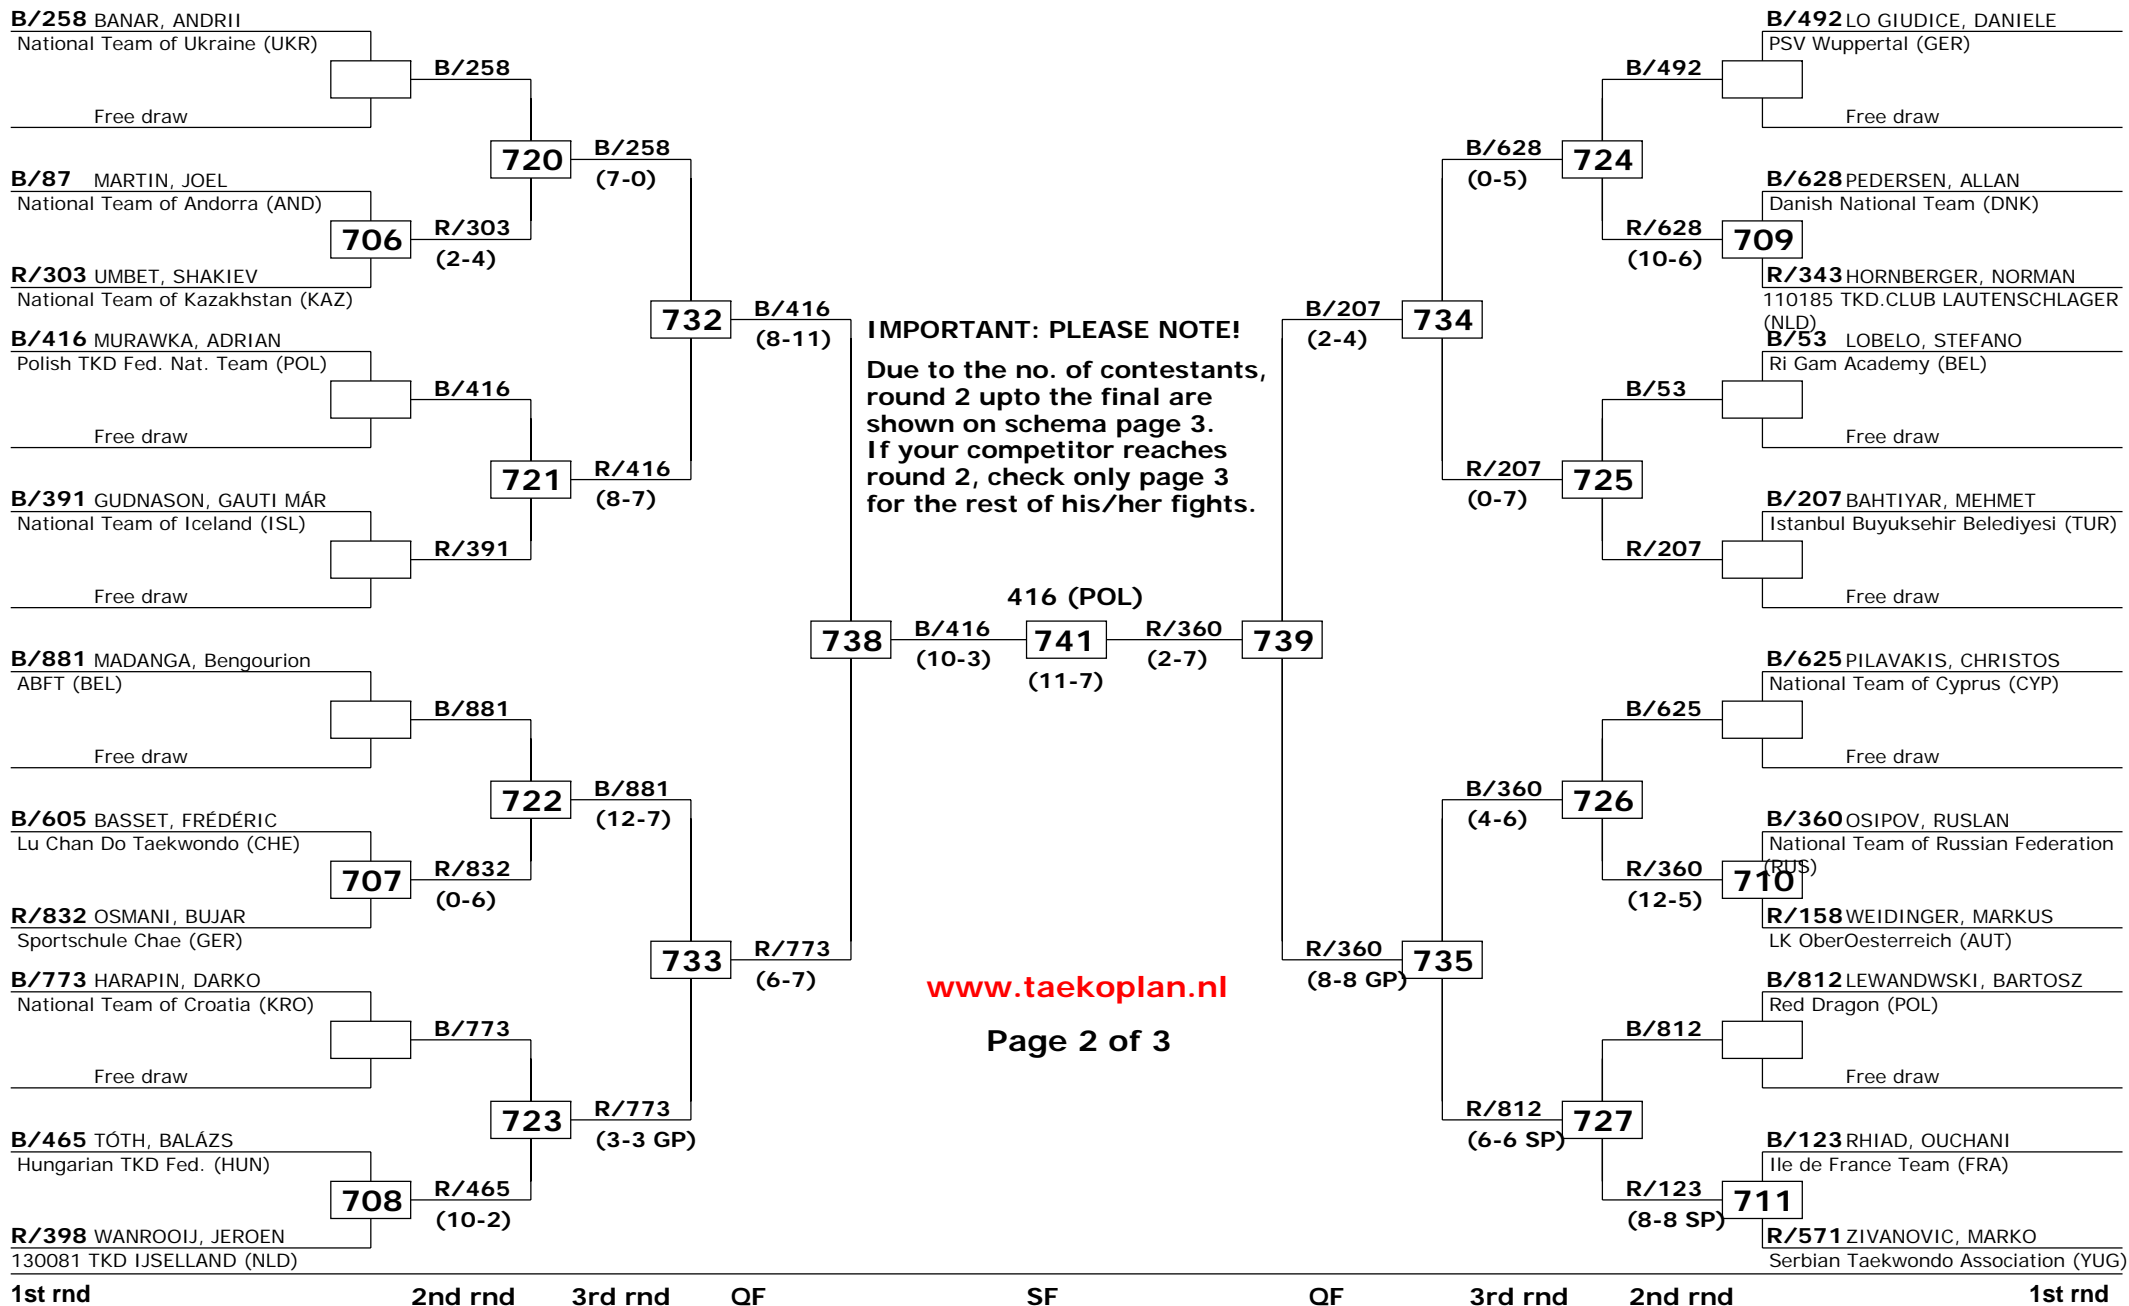 B/258 BANAR, ANDRII
National Team of Ukraine (UKR)
B/258
Free draw
720
B/258
(7-0)
B/87 MARTIN, JOEL
National Team of Andorra (AND)
706
R/303
(2-4)
R/303 UMBET, SHAKIEV
National Team of Kazakhstan (KAZ)
732
B/416
(8-11)
B/416 MURAWKA, ADRIAN
Polish TKD Fed. Nat. Team (POL)
B/416
Free draw
721
R/416
(8-7)
B/391 GUDNASON, GAUTI MÁR
National Team of Iceland (ISL)
R/391
Free draw
738
B/416
(10-3)
B/881 MADANGA, Bengourion
ABFT (BEL)
B/881
Free draw
722
B/881
(12-7)
B/605 BASSET, FRÉDÉRIC
Lu Chan Do Taekwondo (CHE)
707
R/832
(0-6)
R/832 OSMANI, BUJAR
Sportschule Chae (GER)
733
R/773
(6-7)
B/773 HARAPIN, DARKO
National Team of Croatia (KRO)
B/773
Free draw
723
R/773
(3-3 GP)
B/465 TÓTH, BALÁZS
Hungarian TKD Fed. (HUN)
708
R/465
(10-2)
R/398 WANROOIJ, JEROEN
130081 TKD IJSELLAND (NLD)
IMPORTANT: PLEASE NOTE!
Due to the no. of contestants,
round 2 upto the final are
shown on schema page 3.
If your competitor reaches
round 2, check only page 3
for the rest of his/her fights.
416 (POL)
741
(11-7)
www.taekoplan.nl
Page 2 of 3
B/492 LO GIUDICE, DANIELE
PSV Wuppertal (GER)
B/492
Free draw
B/628
(0-5)
724
B/628 PEDERSEN, ALLAN
Danish National Team (DNK)
R/628
(10-6)
709
R/343 HORNBERGER, NORMAN
110185 TKD.CLUB LAUTENSCHLAGER
(NLD)
B/207
(2-4)
734
B/53 LOBELO, STEFANO
Ri Gam Academy (BEL)
B/53
Free draw
R/207
(0-7)
725
B/207 BAHTIYAR, MEHMET
Istanbul Buyuksehir Belediyesi (TUR)
R/207
Free draw
R/360
(2-7)
739
B/625 PILAVAKIS, CHRISTOS
National Team of Cyprus (CYP)
B/625
Free draw
B/360
(4-6)
726
B/360 OSIPOV, RUSLAN
National Team of Russian Federation
(RUS)
R/360
(12-5)
710
R/158 WEIDINGER, MARKUS
LK OberOesterreich (AUT)
R/360
(8-8 GP)
735
B/812 LEWANDWSKI, BARTOSZ
Red Dragon (POL)
B/812
Free draw
R/812
(6-6 SP)
727
B/123 RHIAD, OUCHANI
Ile de France Team (FRA)
R/123
(8-8 SP)
711
R/571 ZIVANOVIC, MARKO
Serbian Taekwondo Association (YUG)
1st rnd 2nd rnd 3rd rnd QF SF QF 3rd rnd 2nd rnd 1st rnd